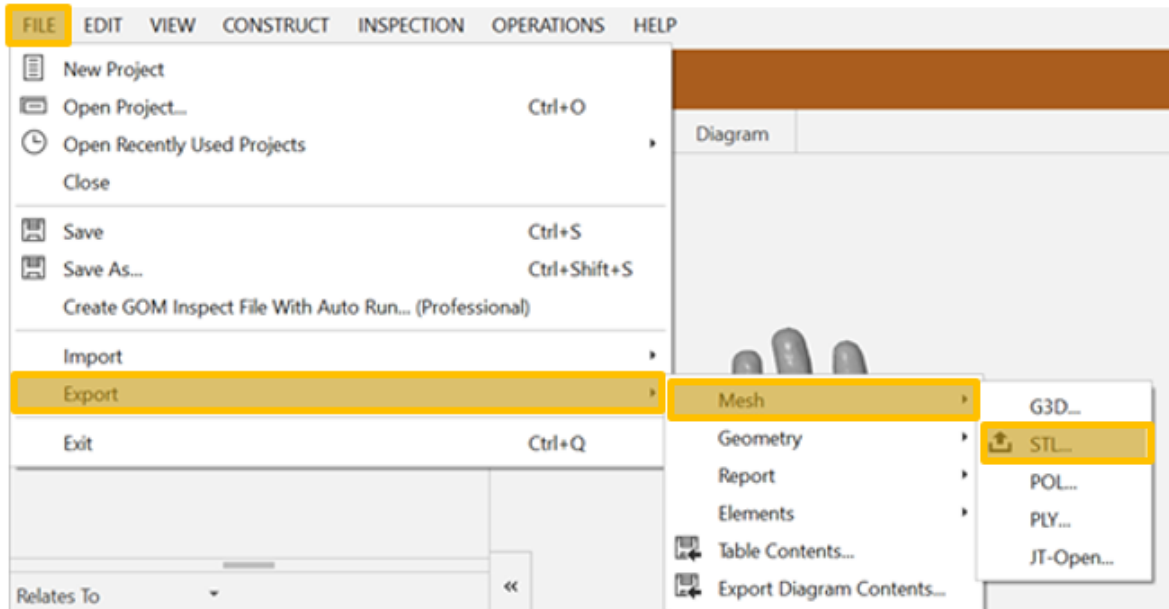 FILE EDIT VIEW CONSTRUCT INSPECTION OPERATIONS HELP
New Project
Open Project... Ctrl+O
Open Recently Used Projects
Close
Diagram
Save Ctrl+S
Save As... Ctrl+Shift+S
Create GOM Inspect File With Auto Run... (Professional)
Import
Export
Exit Ctrl+Q
Mesh
Geometry
Report
Elements
Table Contents...
Export Diagram Contents...
G3D...
STL...
POL...
PLY...
JT-Open...
Relates To